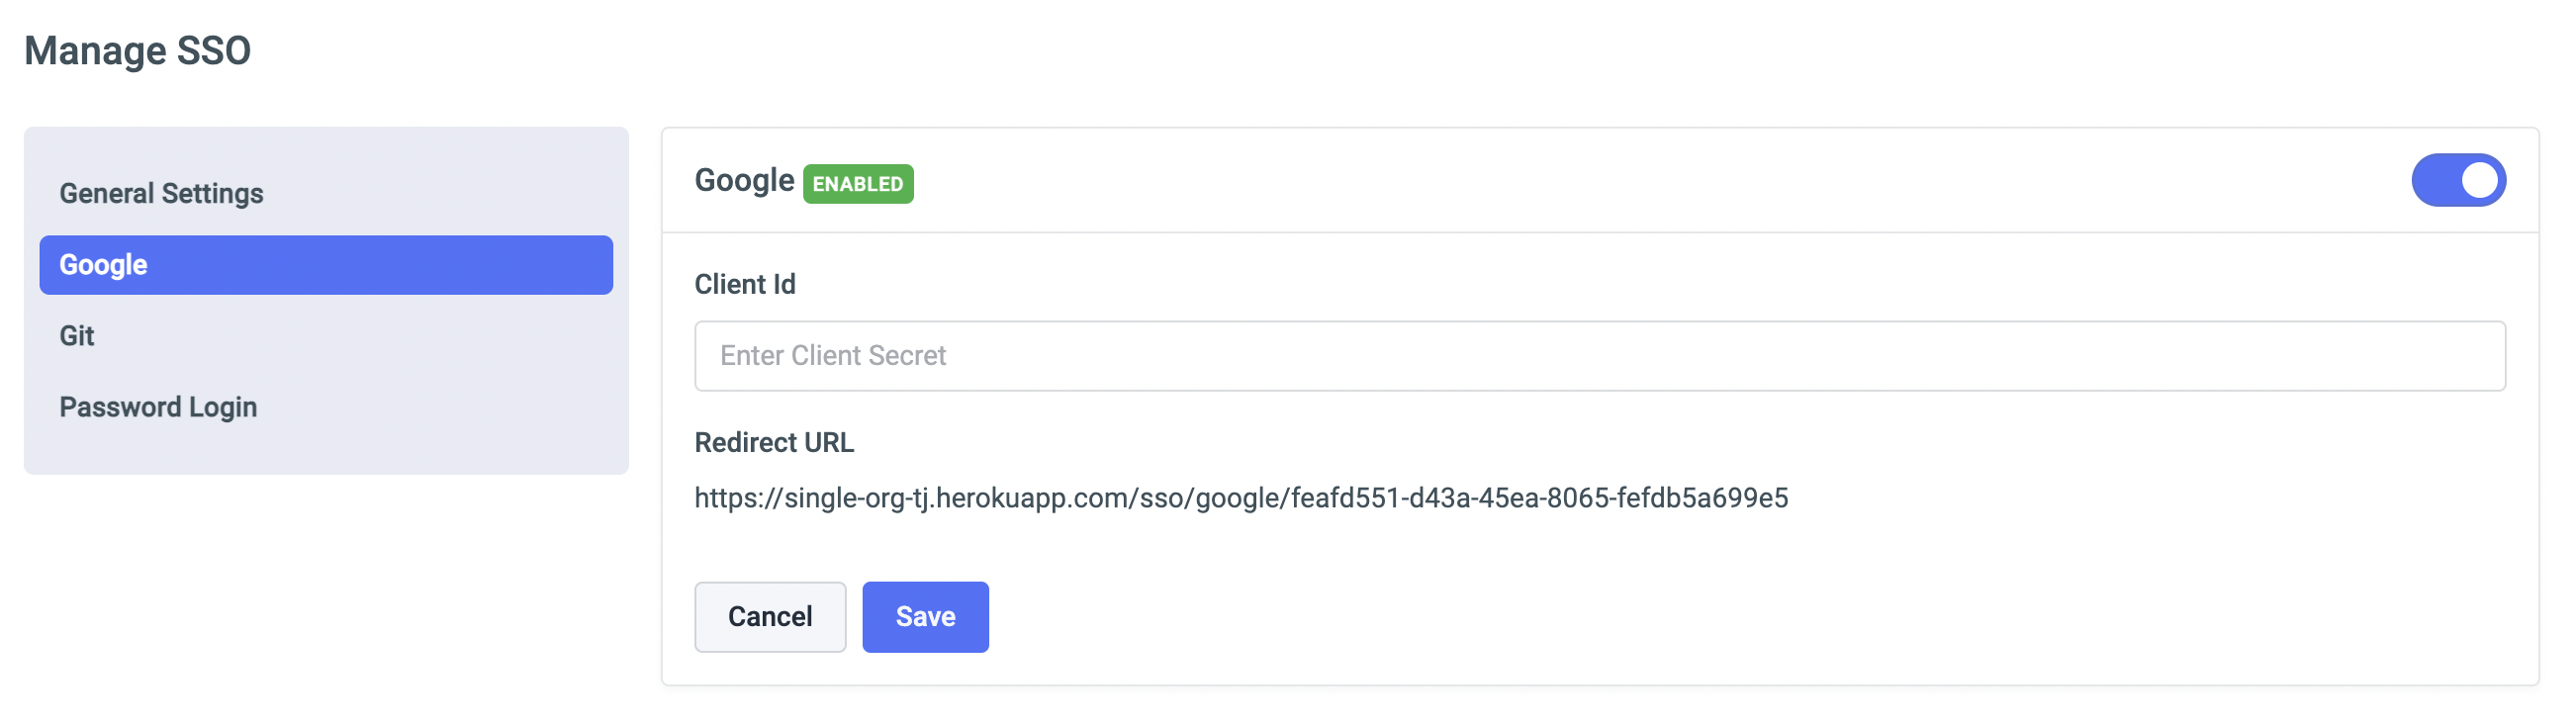 Manage SSO
General Settings
Google
Git
Password Login
Google ENABLED
Client Id
Enter Client Secret
Redirect URL
https://single-org-tj.herokuapp.com/sso/google/feafd551-d43a-45ea-8065-fefdb5a699e5
Cancel Save